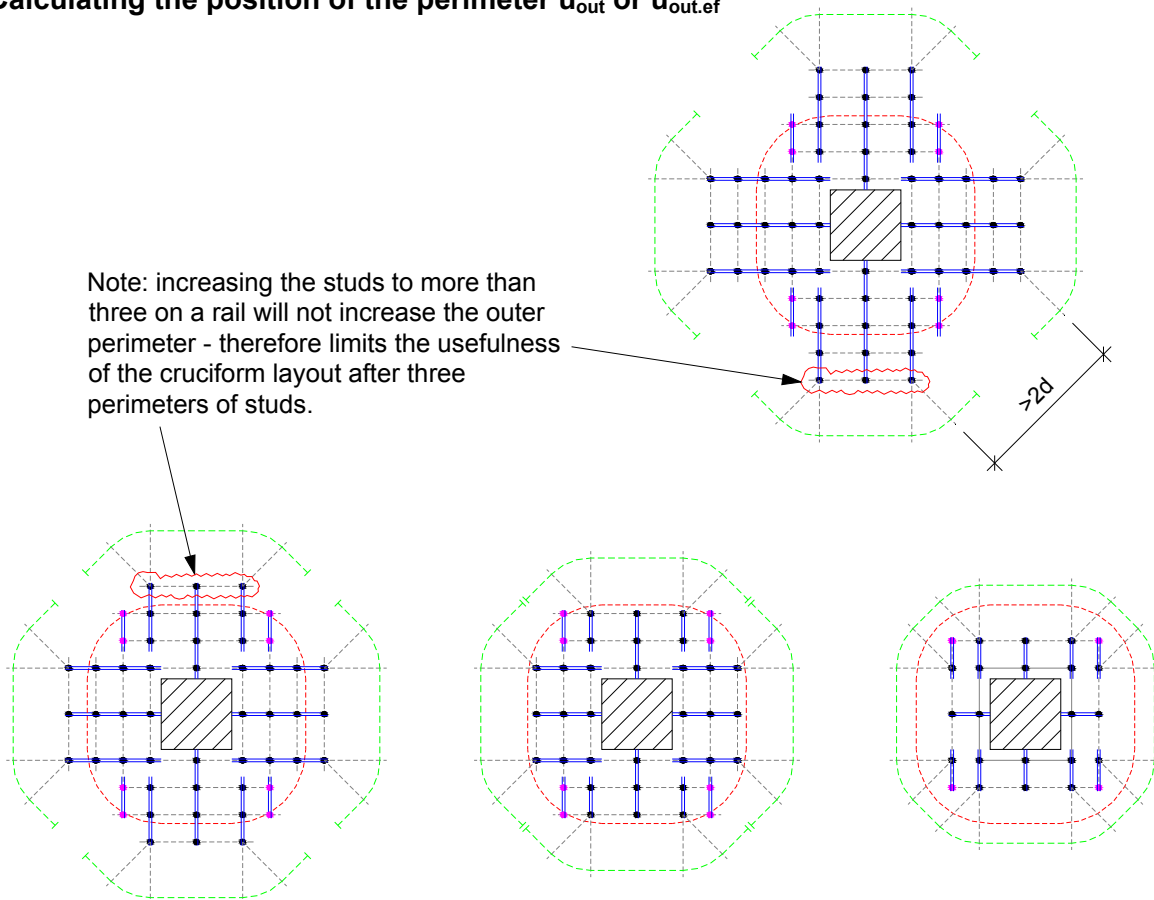 Calculating the position of the perimeter uout or uout.ef
Note: increasing the studs to more than
three on a rail will not increase the outer
perimeter - therefore limits the usefulness
of the cruciform layout after three
perimeters of studs.
>2d